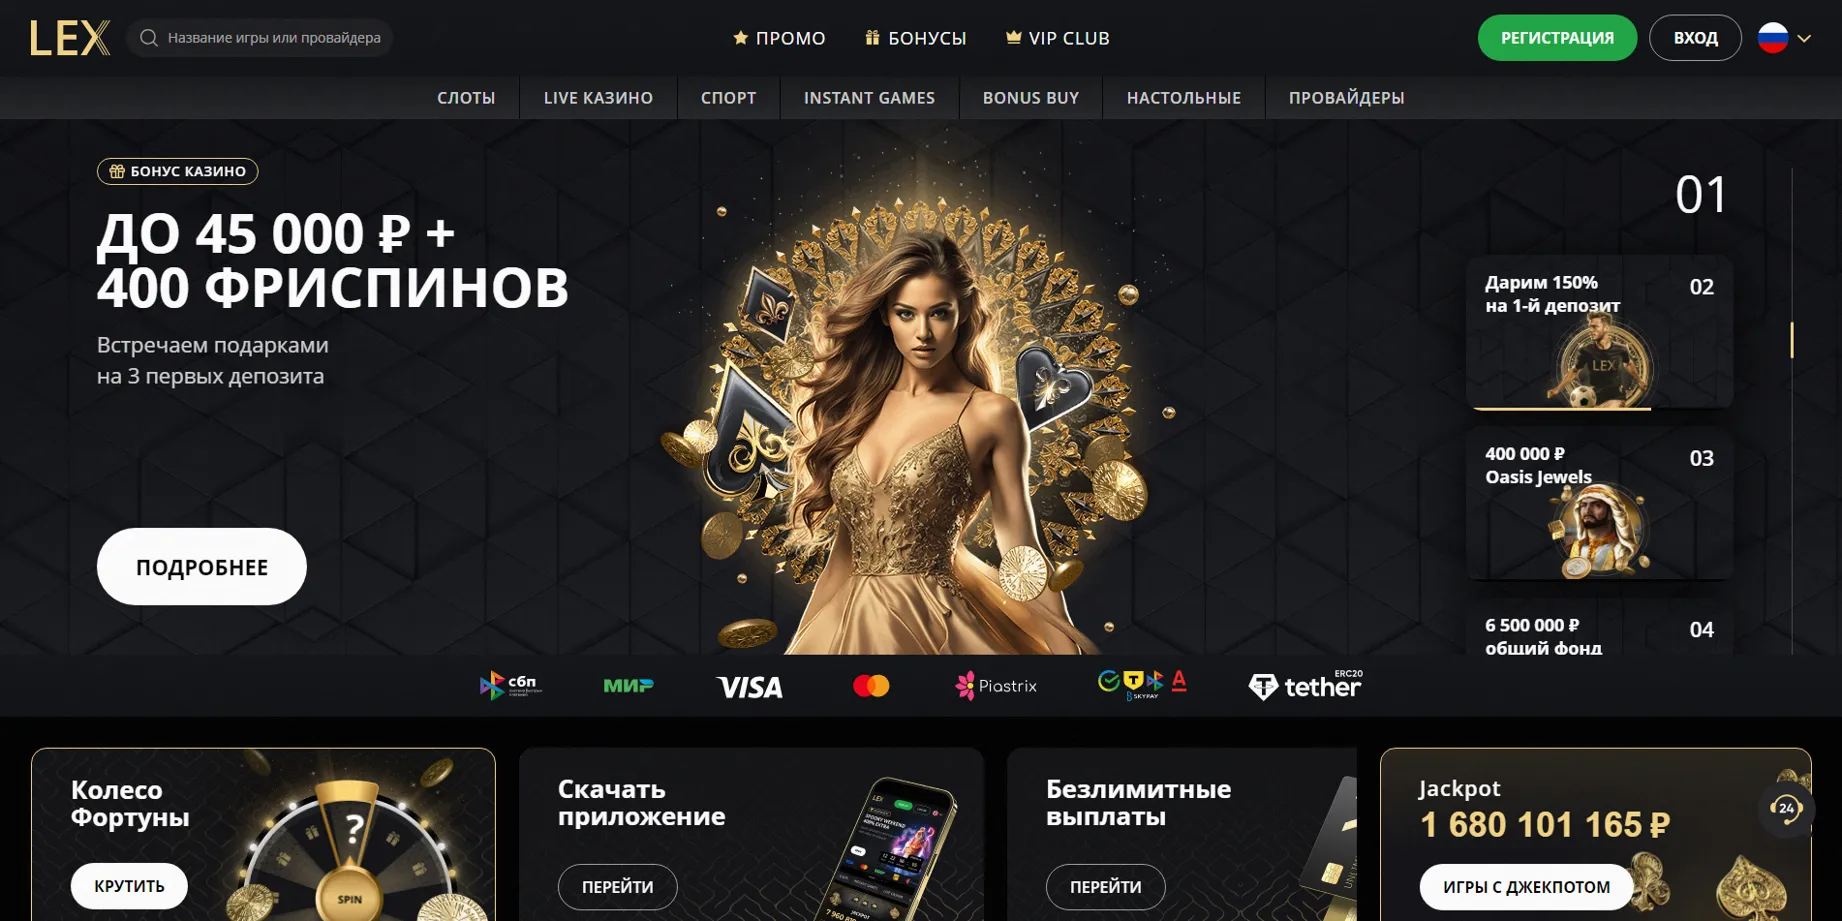 LEX
Название игры или провайдера
ПРОМО
БОНУСЫ
VIP CLUB
РЕГИСТРАЦИЯ
ВХОД
СЛОТЫ
LIVE КАЗИНО
СПОРТ
INSTANT GAMES
BONUS BUY
НАСТОЛЬНЫЕ
ПРОВАЙДЕРЫ
БОНУС КАЗИНО
ДО 45 000 ₽ +
400 ФРИСПИНОВ
Встречаем подарками
на 3 первых депозита
ПОДРОБНЕЕ
01
Дарим 150%
на 1-й депозит
02
LEX
400 000 ₽
Oasis Jewels
03
6 500 000 ₽
общий фонд
04
сбп
МИР
VISA
Piastrix
SKYPAY
tether
ERC20
Колесо
Фортуны
КРУТИТЬ
?
SPIN
Скачать
приложение
ПЕРЕЙТИ
LEX
Безлимитные
выплаты
ПЕРЕЙТИ
Jackpot
1 680 101 165 ₽
ИГРЫ С ДЖЕКПОТОМ
24